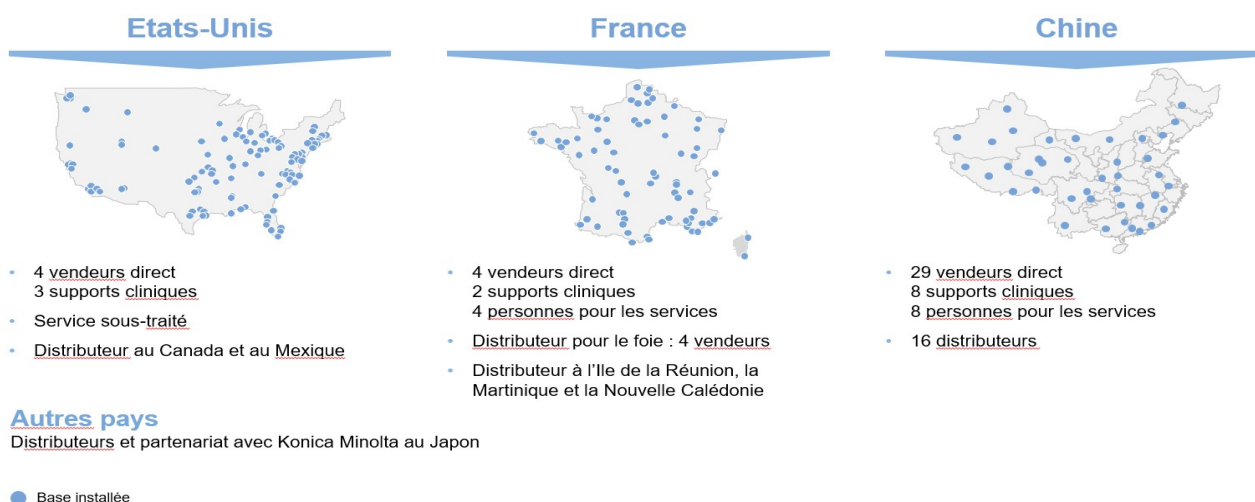 Etats-Unis
4 vendeurs direct
3 supports cliniques
Service sous-traité
Distributeur au Canada et au Mexique
France
4 vendeurs direct
2 supports cliniques
4 personnes pour les services
Distributeur pour le foie : 4 vendeurs
Distributeur à l'Ile de la Réunion, la
Martinique et la Nouvelle Calédonie
Chine
29 vendeurs direct
8 supports cliniques
8 personnes pour les services
16 distributeurs
Autres pays
Distributeurs et partenariat avec Konica Minolta au Japon
Base installée